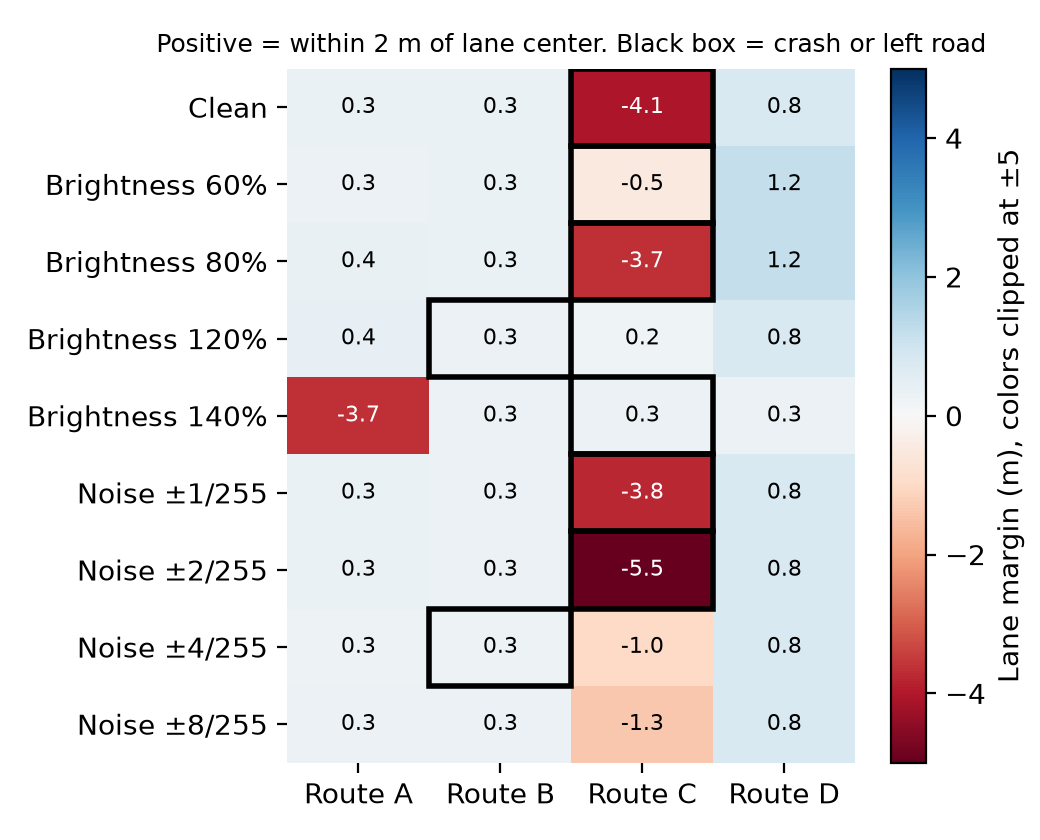 Positive = within 2 m of lane center. Black box = crash or left road
Clean 0.3 0.3 -4.1 0.8
Brightness 60% 0.3 0.3 -0.5 1.2
Brightness 80% 0.4 0.3 -3.7 1.2
Brightness 120% 0.4 0.3 0.2 0.8
Brightness 140% -3.7 0.3 0.3 0.3
Noise ±1/255 0.3 0.3 -3.8 0.8
Noise ±2/255 0.3 0.3 -5.5 0.8
Noise ±4/255 0.3 0.3 -1.0 0.8
Noise ±8/255 0.3 0.3 -1.3 0.8
Route A Route B Route C Route D
4
2
0
−2
−4
Lane margin (m), colors clipped at ±5